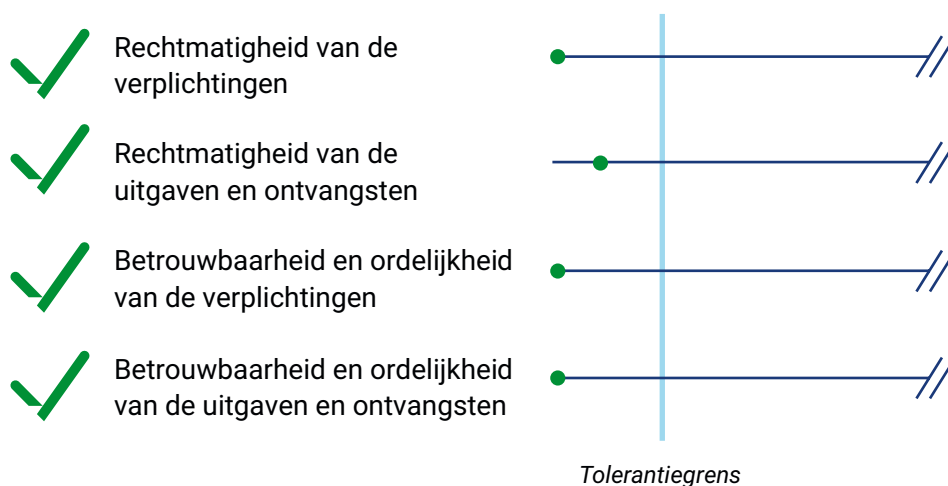 Rechtmatigheid van de
verplichtingen
Rechtmatigheid van de
uitgaven en ontvangsten
Betrouwbaarheid en ordelijkheid
van de verplichtingen
Betrouwbaarheid en ordelijkheid
van de uitgaven en ontvangsten
Tolerantiegrens